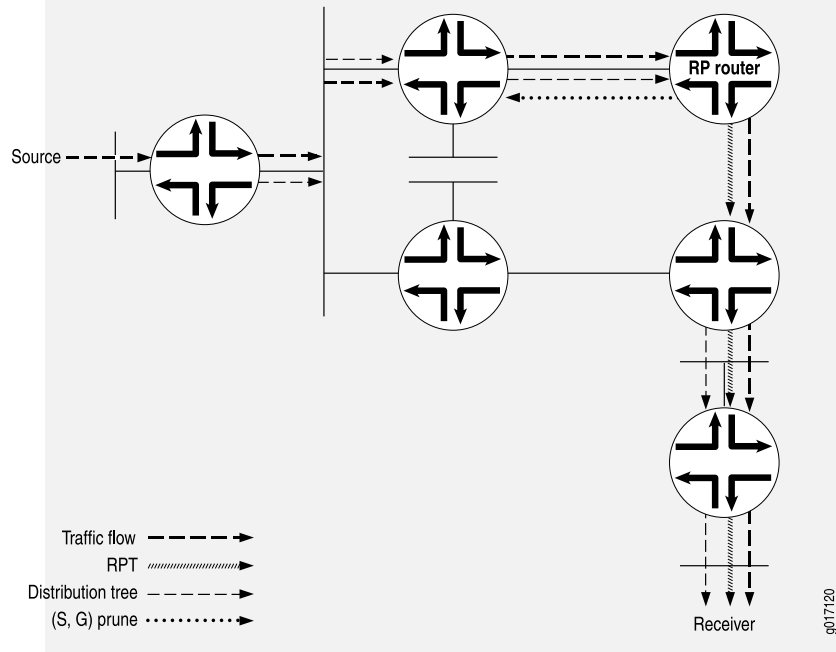 RP router
Source
Traffic flow
RPT
Distribution tree
(S, G) prune
Receiver
g017120